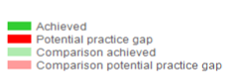 Achieved
Potential practice gap
Comparison achieved
Comparison potential practice gap